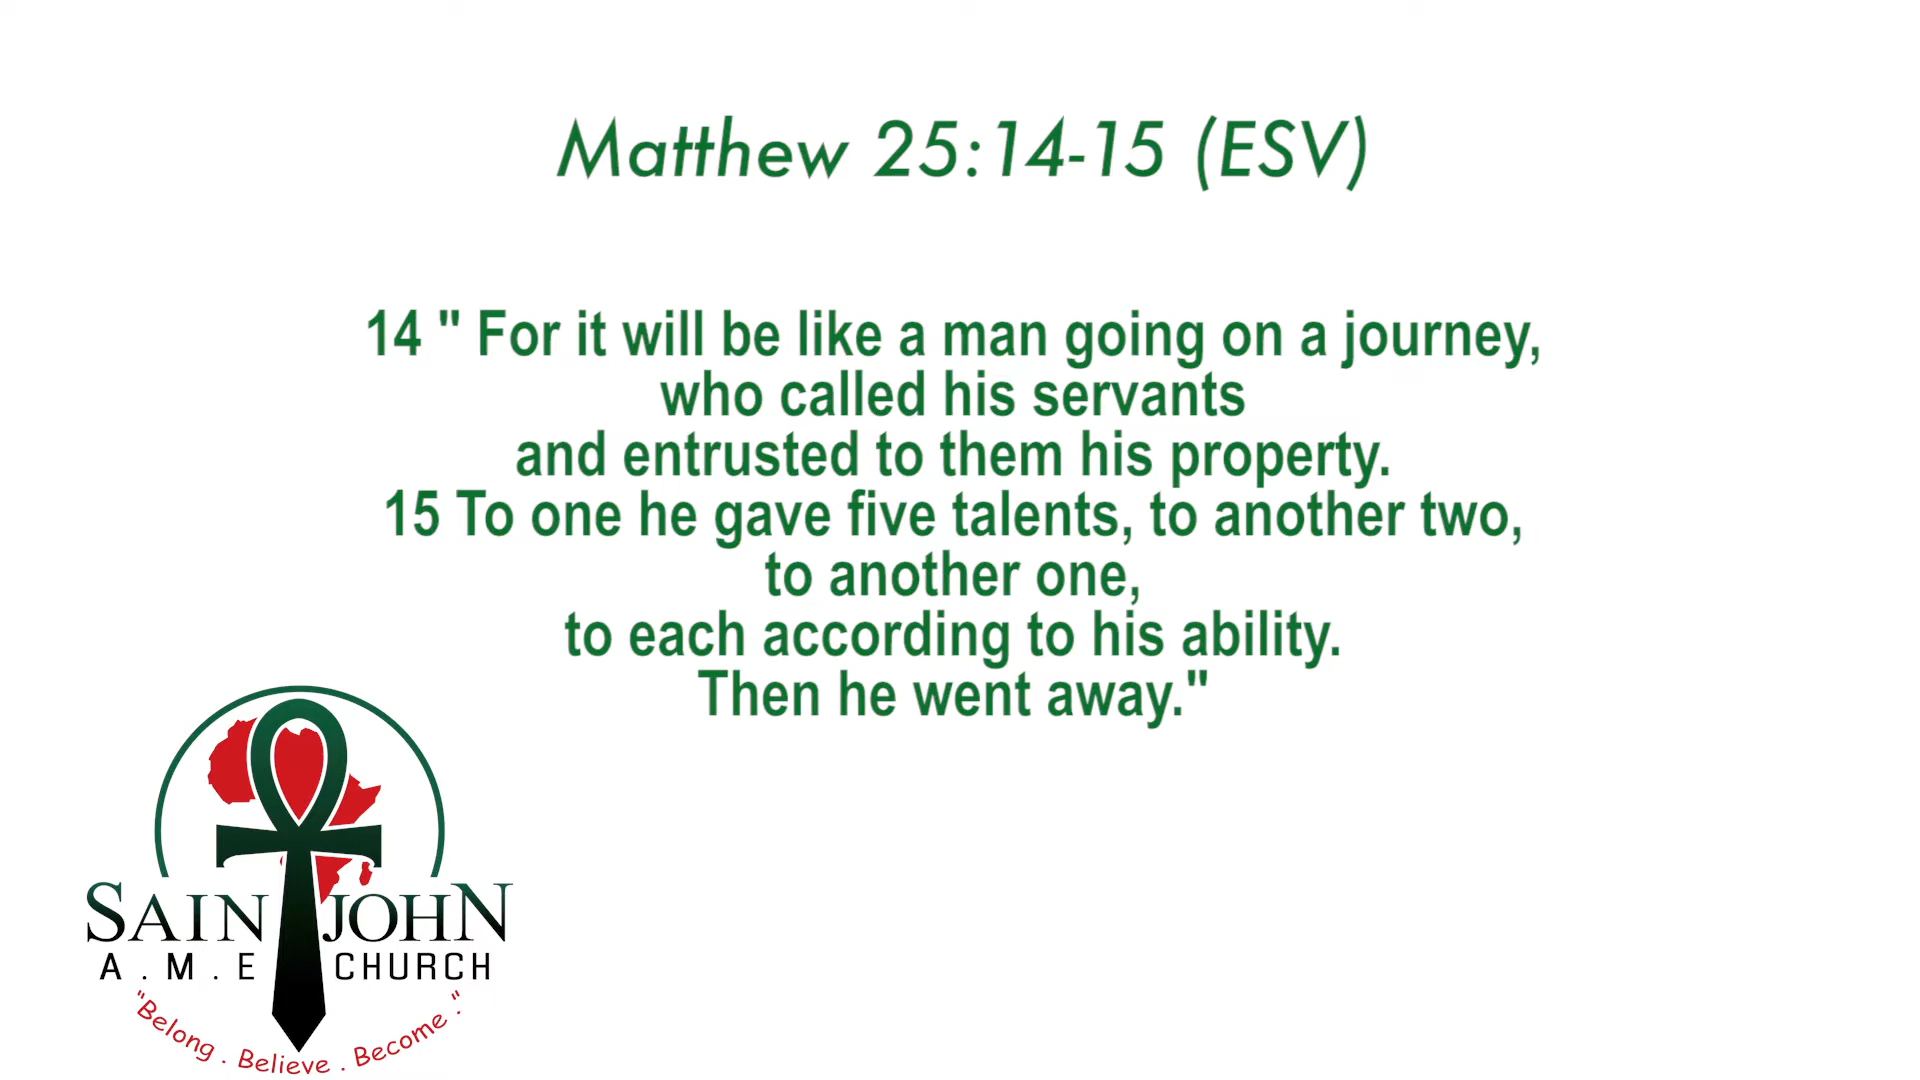 Matthew 25:14-15 (ESV)
14 " For it will be like a man going on a journey,
who called his servants
and entrusted to them his property.
15 To one he gave five talents, to another two,
to another one,
to each according to his ability.
Then he went away."
SAINT JOHN
A.M.E CHURCH
"Belong . Believe . Become ."